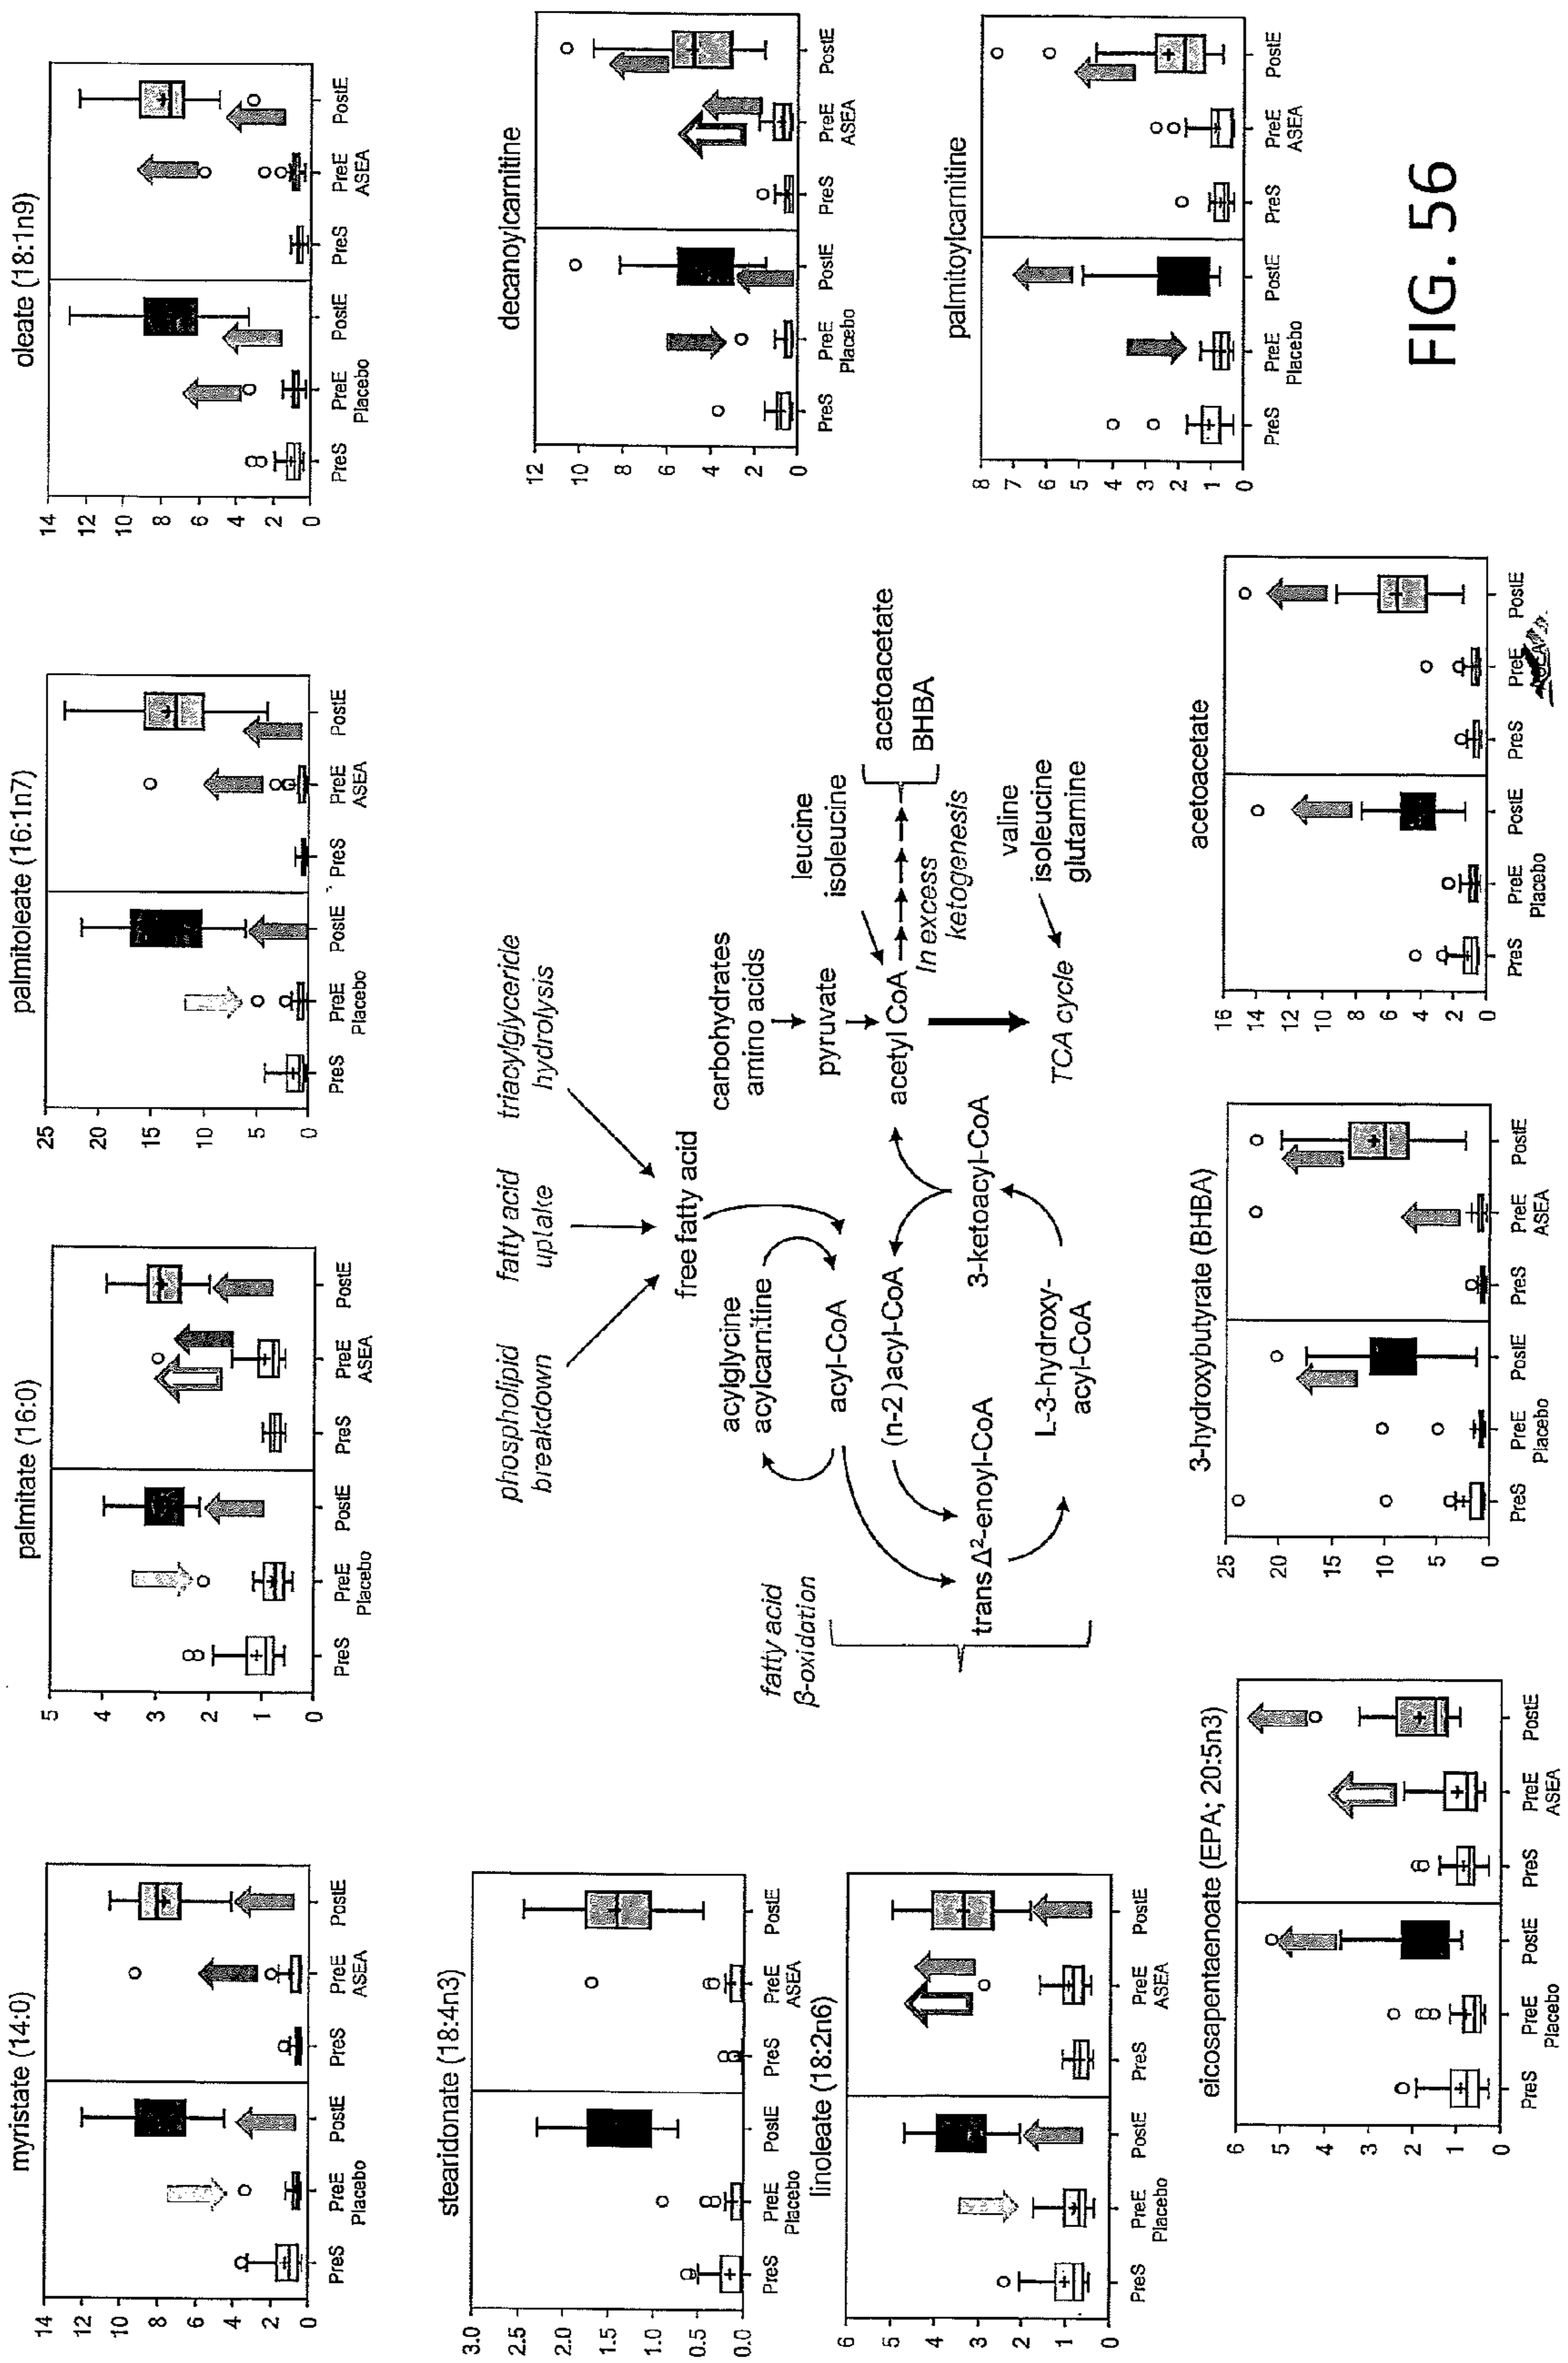 myristate (14:0)
14
12
10
8
6
4
2
0
PreS
PreE
PostE
PreS
PreE
PostE
Placebo
ASEA
palmitate (16:0)
5
4
3
2
1
0
PreS
PreE
PostE
PreS
PreE
PostE
Placebo
ASEA
palmitoleate (16:1n7)
25
20
15
10
5
0
PreS
PreE
PostE
PreS
PreE
PostE
Placebo
ASEA
oleate (18:1n9)
14
12
10
8
6
4
2
0
PreS
PreE
PostE
PreS
PreE
PostE
Placebo
ASEA
stearidonate (18:4n3)
3.0
2.5
2.0
1.5
1.0
0.5
0.0
PreS
PreE
PostE
PreS
PreE
PostE
Placebo
ASEA
linoleate (18:2n6)
6
5
4
3
2
1
0
PreS
PreE
PostE
PreS
PreE
PostE
Placebo
ASEA
phospholipid
breakdown
fatty acid
uptake
triacylglyceride
hydrolysis
free fatty acid
fatty acid
β-oxidation
acylglycine
acylcarnitine
acyl-CoA
(n-2)acyl-CoA
trans Δ²-enoyl-CoA
L-3-hydroxy-
acyl-CoA
3-ketoacyl-CoA
carbohydrates
amino acids
pyruvate
acetyl CoA
TCA cycle
leucine
isoleucine
In excess
ketogenesis
acetoacetate
BHBA
valine
isoleucine
glutamine
decanoylcarnitine
12
10
8
6
4
2
0
PreS
PreE
PostE
PreS
PreE
PostE
Placebo
ASEA
palmitoylcarnitine
8
7
6
5
4
3
2
1
0
PreS
PreE
PostE
PreS
PreE
PostE
Placebo
ASEA
eicosapentaenoate (EPA; 20:5n3)
6
5
4
3
2
1
0
PreS
PreE
PostE
PreS
PreE
PostE
Placebo
ASEA
3-hydroxybutyrate (BHBA)
25
20
15
10
5
0
PreS
PreE
PostE
PreS
PreE
PostE
Placebo
ASEA
acetoacetate
16
14
12
10
8
6
4
2
0
PreS
PreE
PostE
PreS
PreE
PostE
Placebo
FIG. 56